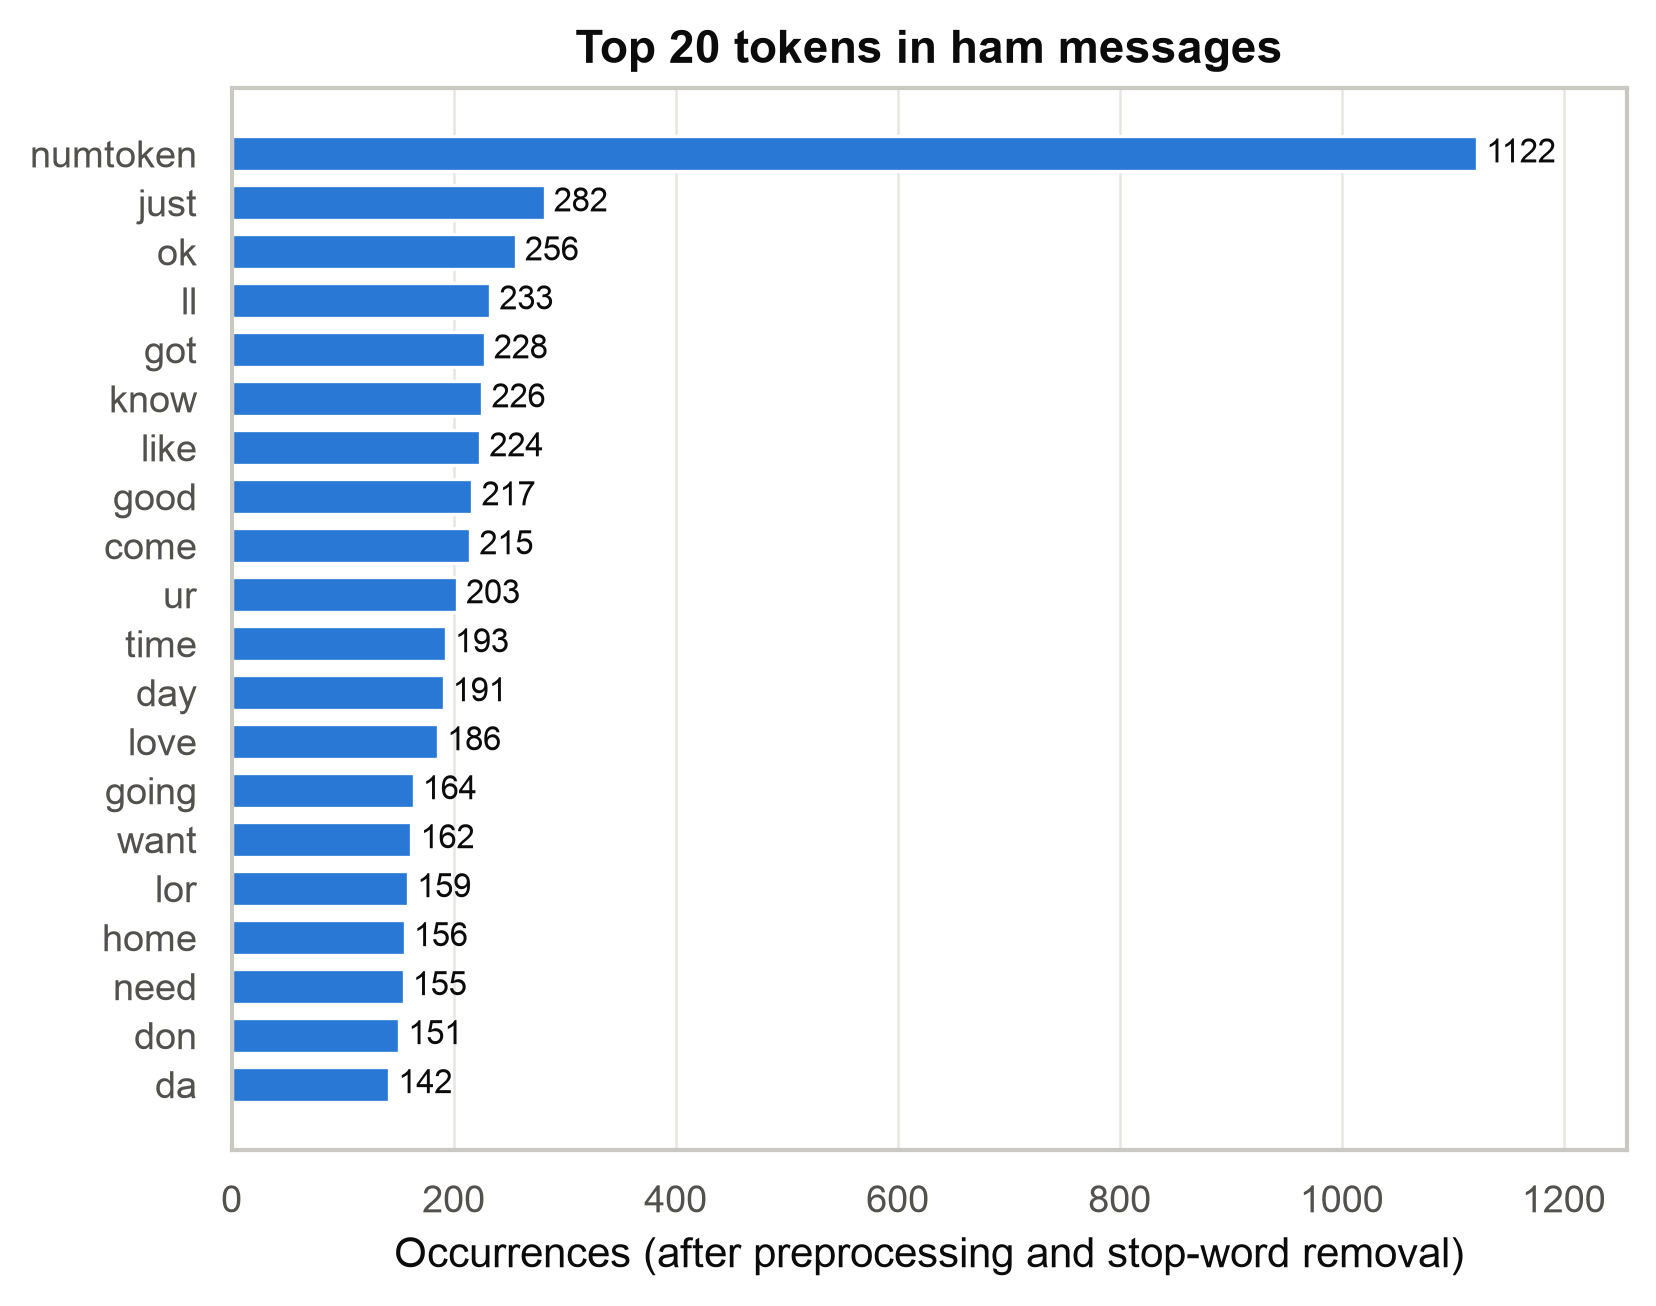 Top 20 tokens in ham messages
numtoken 1122
just 282
ok 256
ll 233
got 228
know 226
like 224
good 217
come 215
ur 203
time 193
day 191
love 186
going 164
want 162
lor 159
home 156
need 155
don 151
da 142
0 200 400 600 800 1000 1200
Occurrences (after preprocessing and stop-word removal)